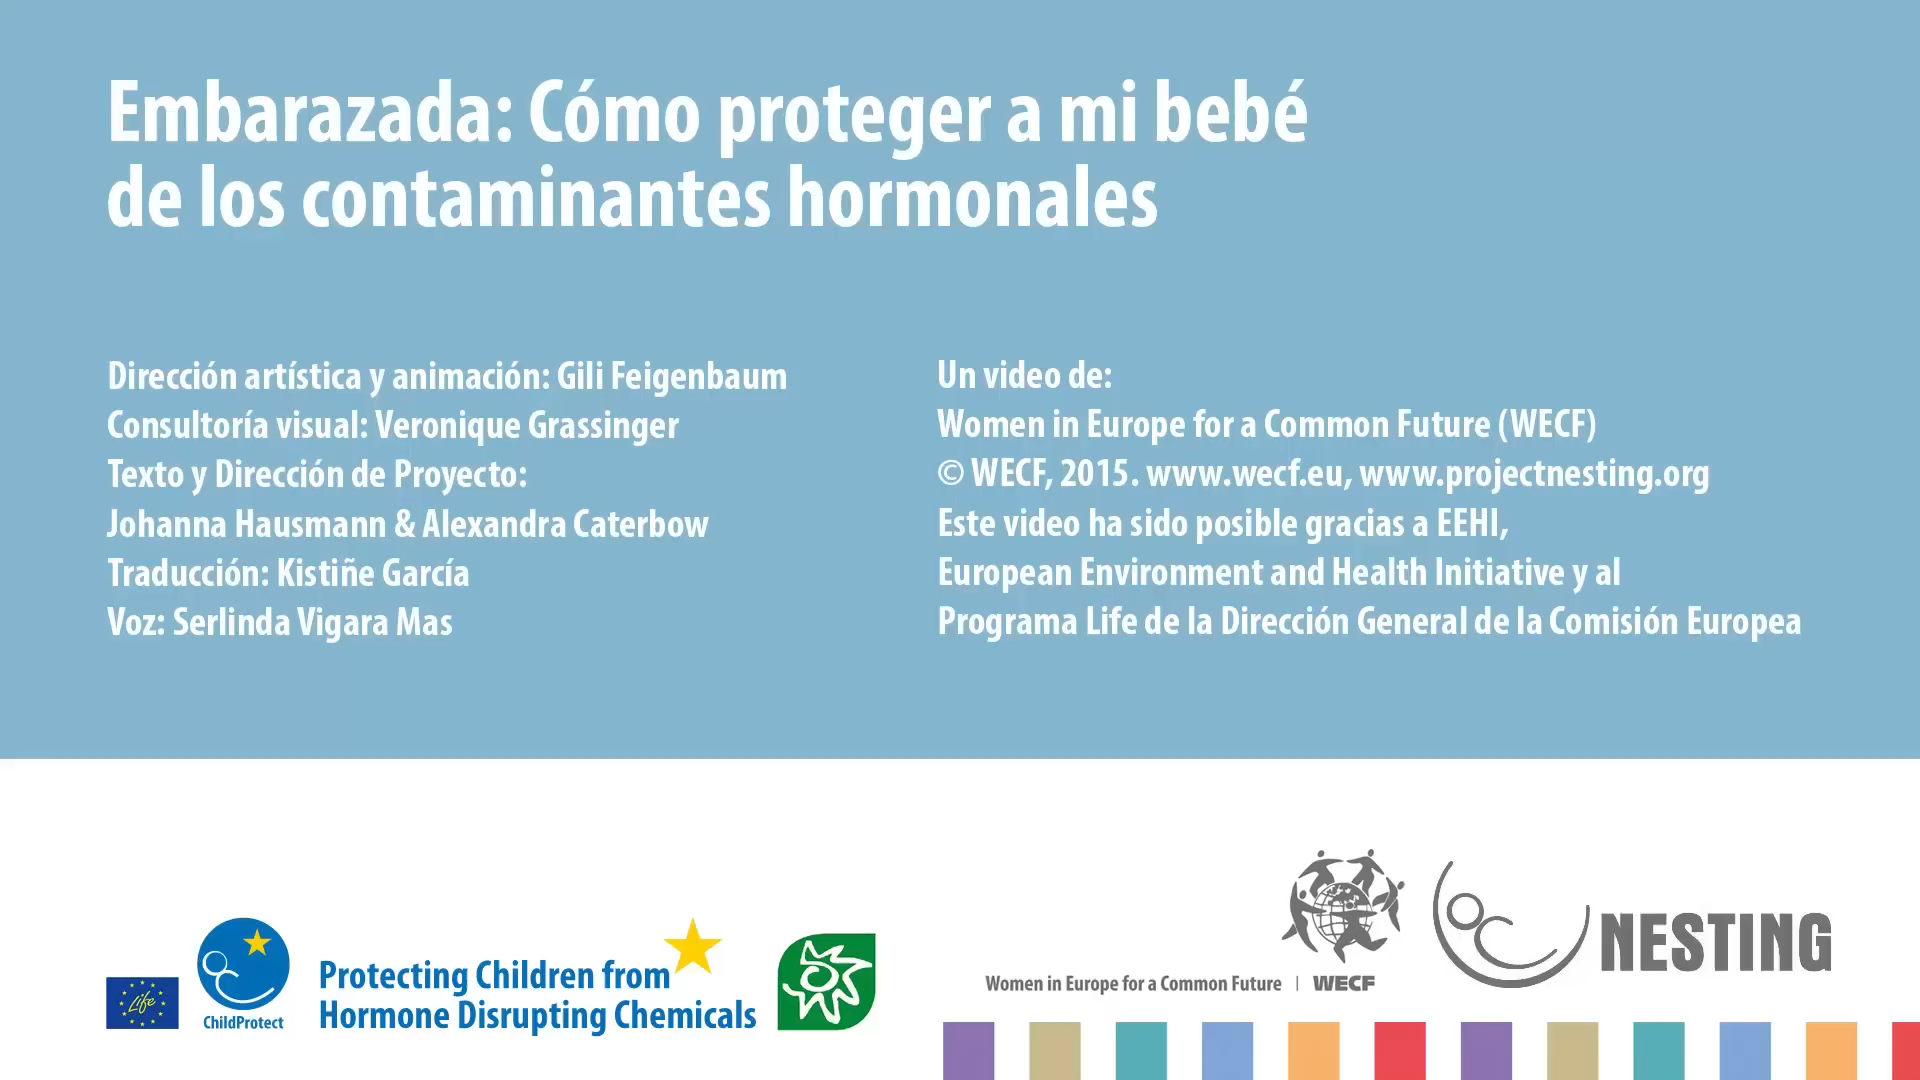 Embarazada: Cómo proteger a mi bebé
de los contaminantes hormonales
Dirección artística y animación: Gili Feigenbaum
Consultoría visual: Veronique Grassinger
Texto y Dirección de Proyecto:
Johanna Hausmann & Alexandra Caterbow
Traducción: Kistiñe García
Voz: Serlinda Vigara Mas
Un video de:
Women in Europe for a Common Future (WECF)
© WECF, 2015. www.wecf.eu, www.projectnesting.org
Este video ha sido posible gracias a EEHI,
European Environment and Health Initiative y al
Programa Life de la Dirección General de la Comisión Europea
Life
ChildProtect
Protecting Children from
Hormone Disrupting Chemicals
Women in Europe for a Common Future | WECF
NESTING